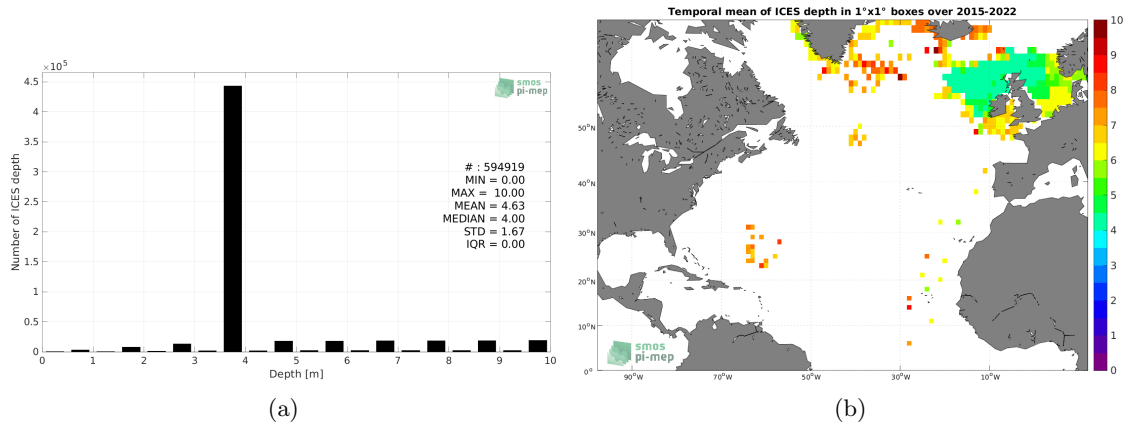 ×10⁵
4.5
4
3.5
3
2.5
2
1.5
1
0.5
0
Number of ICES depth
smos
pi-mep
# : 594919
MIN = 0.00
MAX = 10.00
MEAN = 4.63
MEDIAN = 4.00
STD = 1.67
IQR = 0.00
0 1 2 3 4 5 6 7 8 9 10
Depth [m]
(a)
Temporal mean of ICES depth in 1°x1° boxes over 2015-2022
50°N
40°N
30°N
20°N
10°N
0°
smos
pi-mep
90°W 70°W 50°W 30°W 10°W
10
9
8
7
6
5
4
3
2
1
0
(b)